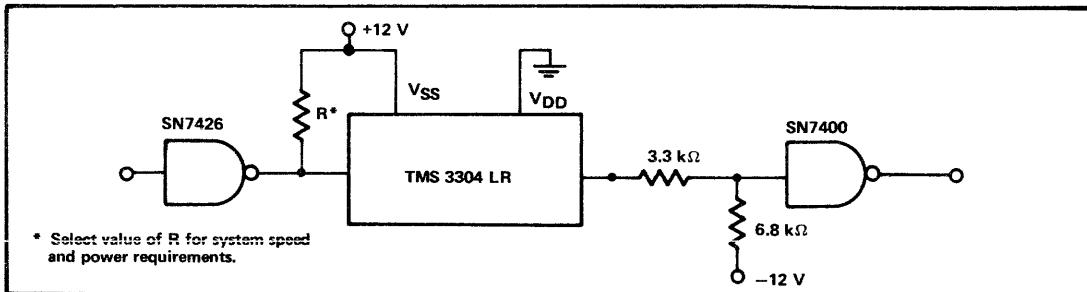 +12 V
VSS
VDD
R*
SN7426
SN7400
3.3 kΩ
TMS 3304 LR
6.8 kΩ
* Select value of R for system speed
and power requirements.
−12 V